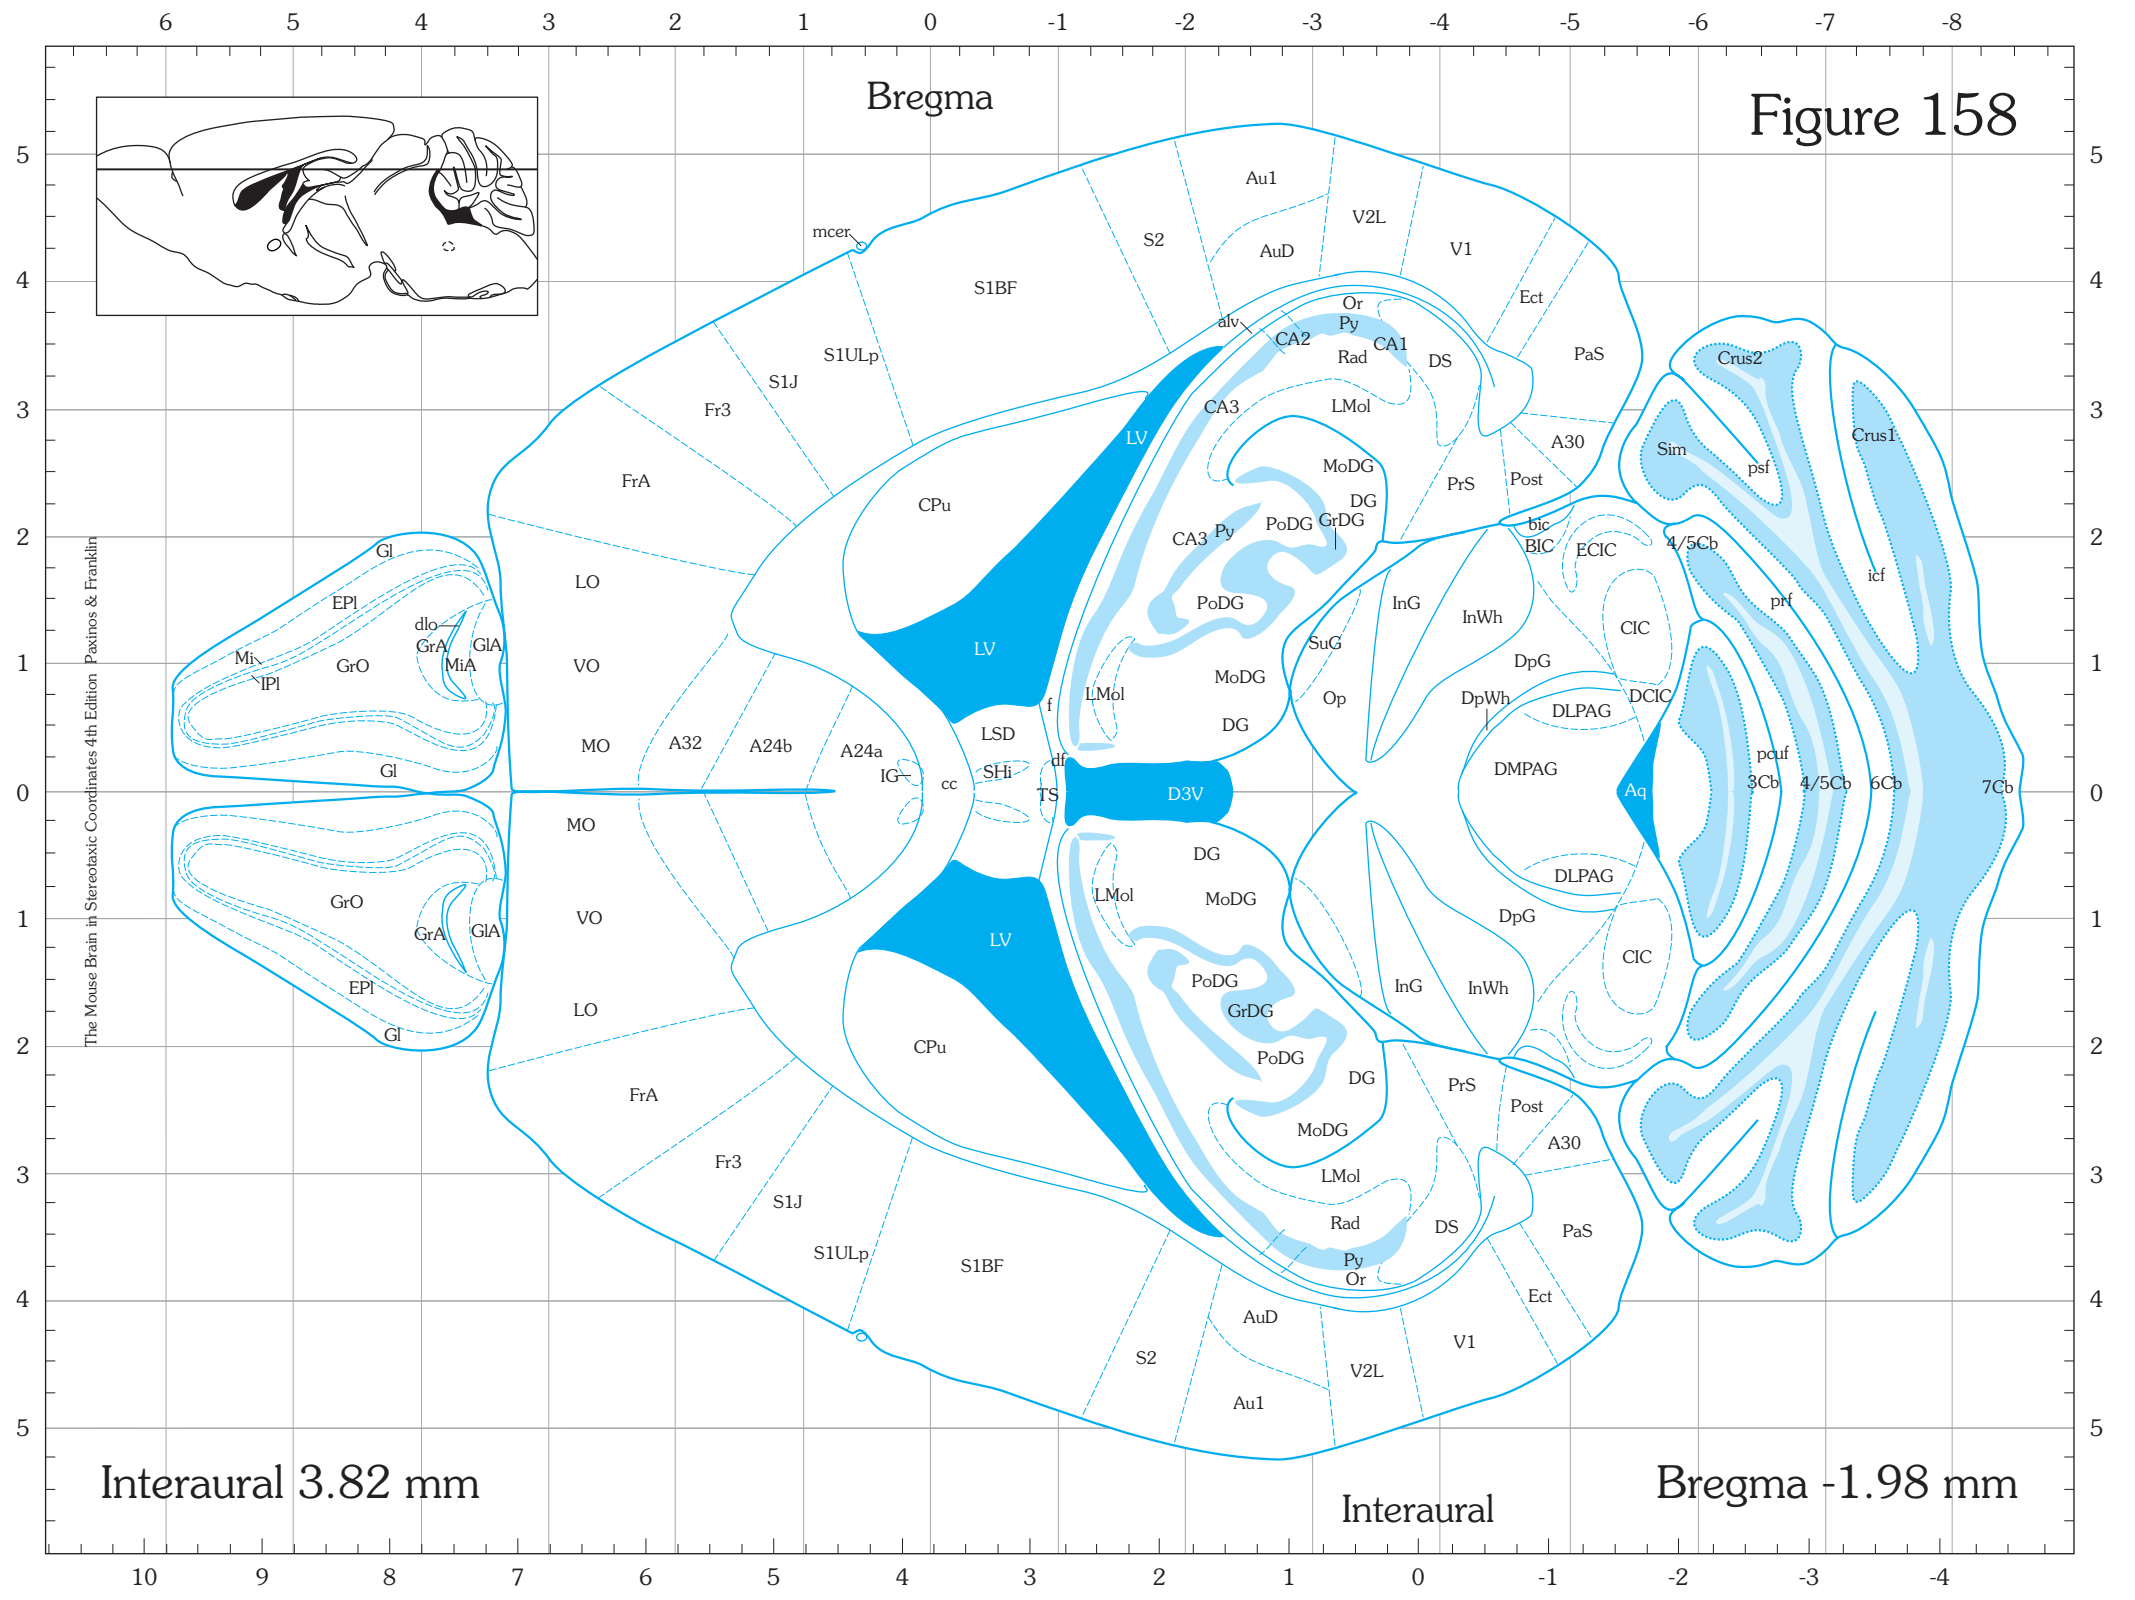 6 5 4 3 2 1 0 -1 -2 -3 -4 -5 -6 -7 -8
Bregma
Figure 158
5 5
Au1
V2L
mcer S2 AuD V1
4 4
S1BF Ect
Or
alv Py
CA2 CA1
S1ULp Rad DS PaS Crus2
S1J
Fr3 CA3 LMol
3 3
LV A30 Crus1
Sim
FrA MoDG PrS Post psf
CPu DG
PoDG GrDG bic
2 CA3 Py BIC ECIC 4/5Cb 2
Gl
LO icf
EPl PoDG InG InWh prf
dlo CIC
GrA GlA SuG
Mi GrO MiA VO LV DpG
1 1
IPl LMol MoDG Op DpWh DCIC
f DLPAG
LSD DG
MO A32 A24b A24a df pcuf
Gl IG cc SHi DMPAG
0 TS D3V Aq 3Cb 4/5Cb 6Cb 7Cb 0
MO
DG
DLPAG
GrO LMol MoDG
1 VO DpG 1
GrA GlA LV
PoDG CIC
EPl InG InWh
LO GrDG
Gl
2 CPu PoDG 2
DG PrS
FrA Post
MoDG A30
Fr3 LMol
3 3
S1J
Rad DS PaS
S1ULp
S1BF Py
Or
Ect
4 4
AuD
V1
S2 V2L
Au1
5 5
The Mouse Brain in Stereotaxic Coordinates 4th Edition Paxinos & Franklin
Interaural 3.82 mm
Bregma -1.98 mm
Interaural
10 9 8 7 6 5 4 3 2 1 0 -1 -2 -3 -4